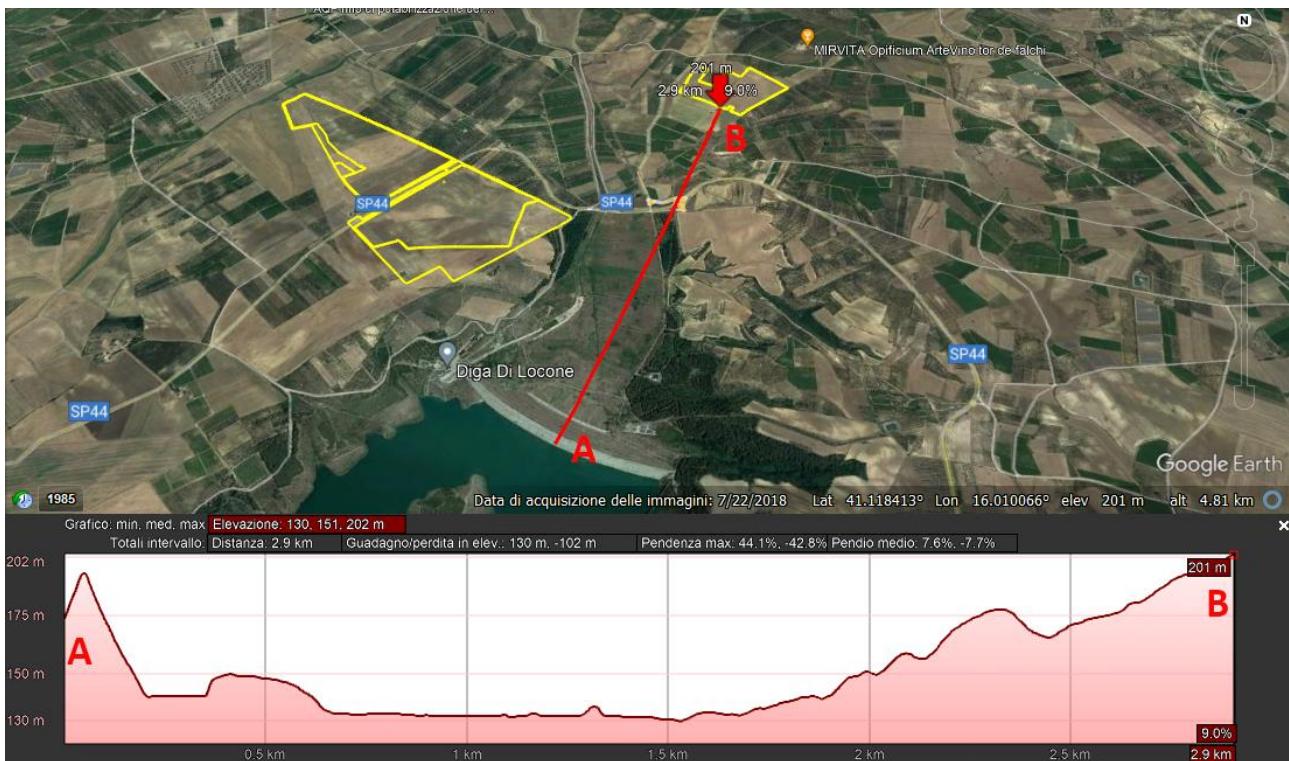 MIRVITA Opificium ArteVino tor de falchi
N
201 m
2.9 km 9.0%
B
SP44
SP44
SP44
SP44
Diga Di Locone
A
Google Earth
1985
Data di acquisizione delle immagini: 7/22/2018 Lat 41.118413° Lon 16.010066° elev 201 m alt 4.81 km
Grafico: min, med, max Elevazione: 130, 151, 202 m
Totali intervallo: Distanza: 2.9 km Guadagno/perdita in elev.: 130 m, -102 m Pendenza max: 44.1%, -42.8% Pendio medio: 7.6%, -7.7%
202 m
201 m
175 m
A
B
150 m
130 m
9.0%
0.5 km 1 km 1.5 km 2 km 2.5 km 2.9 km